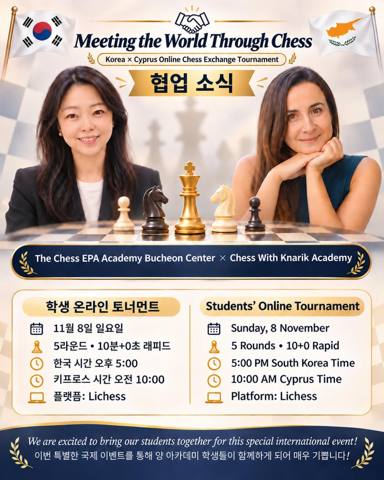 Meeting the World Through Chess
Korea × Cyprus Online Chess Exchange Tournament
협업 소식
The Chess EPA Academy Bucheon Center × Chess With Knarik Academy
학생 온라인 토너먼트
11월 8일 일요일
5라운드 • 10분+0초 래피드
한국 시간 오후 5:00
키프로스 시간 오전 10:00
플랫폼: Lichess
Students' Online Tournament
Sunday, 8 November
5 Rounds • 10+0 Rapid
5:00 PM South Korea Time
10:00 AM Cyprus Time
Platform: Lichess
We are excited to bring our students together for this special international event!
이번 특별한 국제 이벤트를 통해 양 아카데미 학생들이 함께하게 되어 매우 기쁩니다!